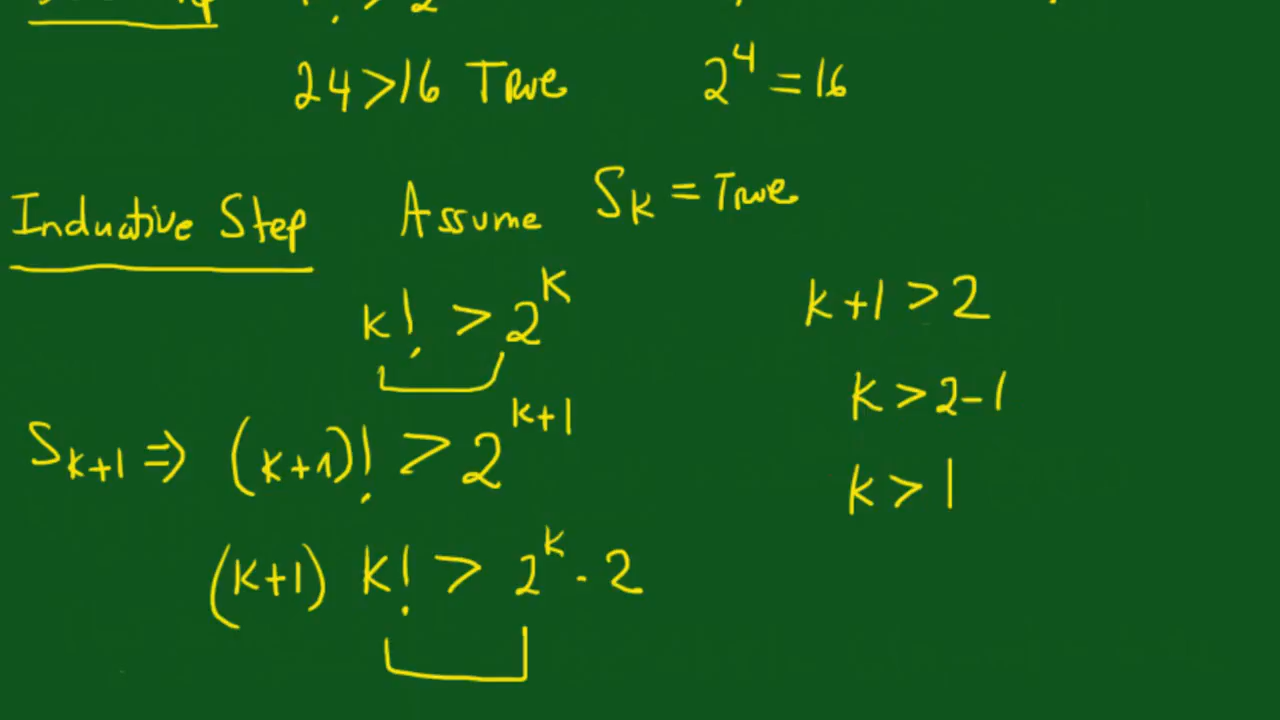 24 > 16 True 2^4 = 16
Inductive Step Assume S_k = True
k! > 2^k
k+1 > 2
k > 2-1
S_{k+1} ⇒ (k+1)! > 2^{k+1}
k > 1
(k+1) k! > 2^k · 2